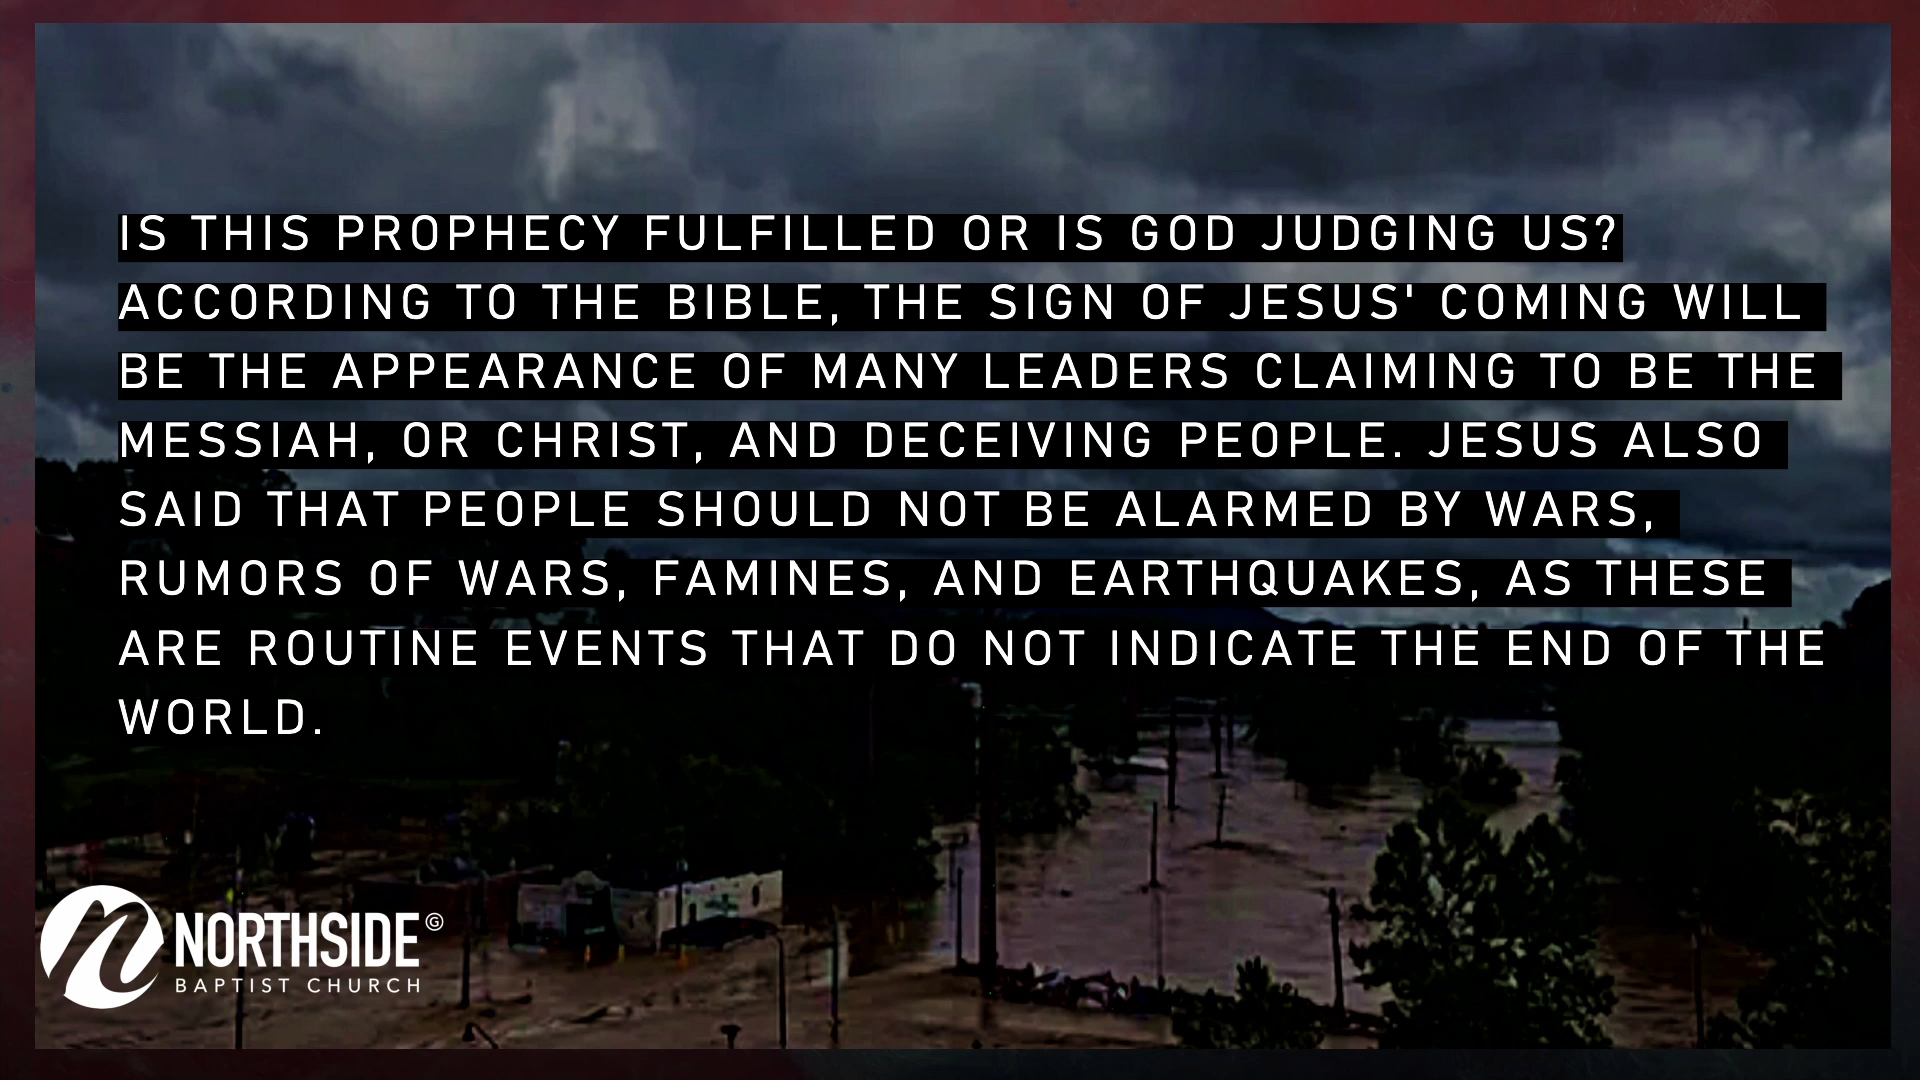 IS THIS PROPHECY FULFILLED OR IS GOD JUDGING US?
ACCORDING TO THE BIBLE, THE SIGN OF JESUS' COMING WILL
BE THE APPEARANCE OF MANY LEADERS CLAIMING TO BE THE
MESSIAH, OR CHRIST, AND DECEIVING PEOPLE. JESUS ALSO
SAID THAT PEOPLE SHOULD NOT BE ALARMED BY WARS,
RUMORS OF WARS, FAMINES, AND EARTHQUAKES, AS THESE
ARE ROUTINE EVENTS THAT DO NOT INDICATE THE END OF THE
WORLD.
n NORTHSIDE G
BAPTIST CHURCH